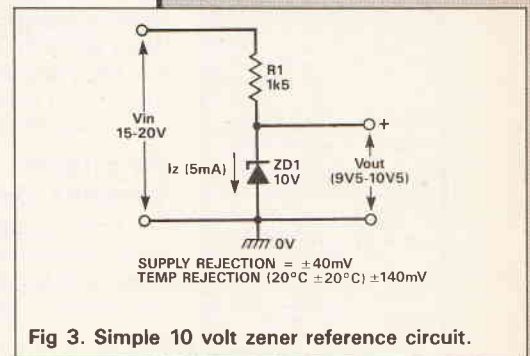 R1
1k5
Vin
15-20V
Iz (5mA)
ZD1
10V
+
Vout
(9V5-10V5)
0V
SUPPLY REJECTION = ±40mV
TEMP REJECTION (20°C ±20°C) ±140mV
Fig 3. Simple 10 volt zener reference circuit.